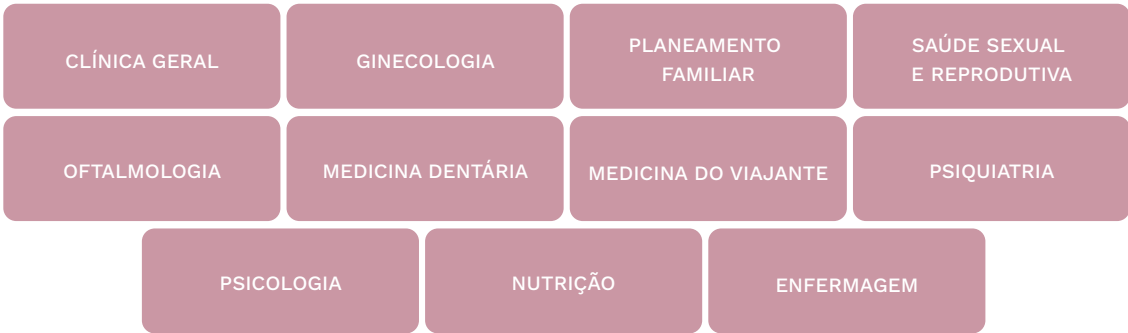 CLÍNICA GERAL
GINECOLOGIA
PLANEAMENTO
FAMILIAR
SAÚDE SEXUAL
E REPRODUTIVA
OFTALMOLOGIA
MEDICINA DENTÁRIA
MEDICINA DO VIAJANTE
PSIQUIATRIA
PSICOLOGIA
NUTRIÇÃO
ENFERMAGEM